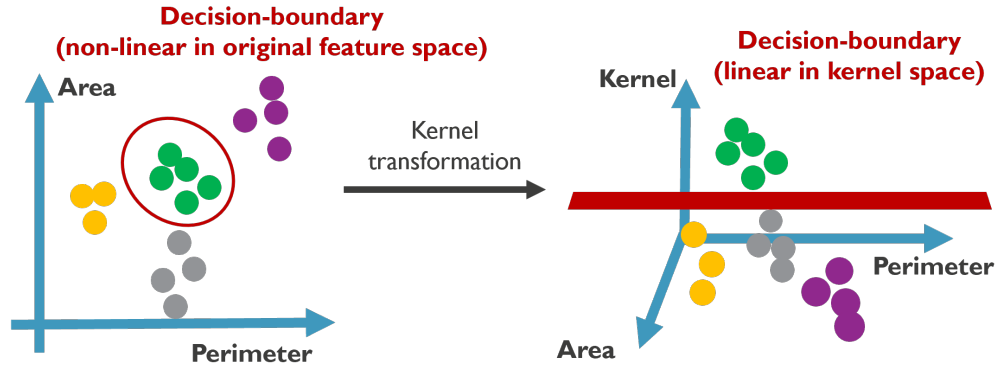 Decision-boundary
(non-linear in original feature space)
Area
Perimeter
Kernel
transformation
Decision-boundary
(linear in kernel space)
Kernel
Perimeter
Area